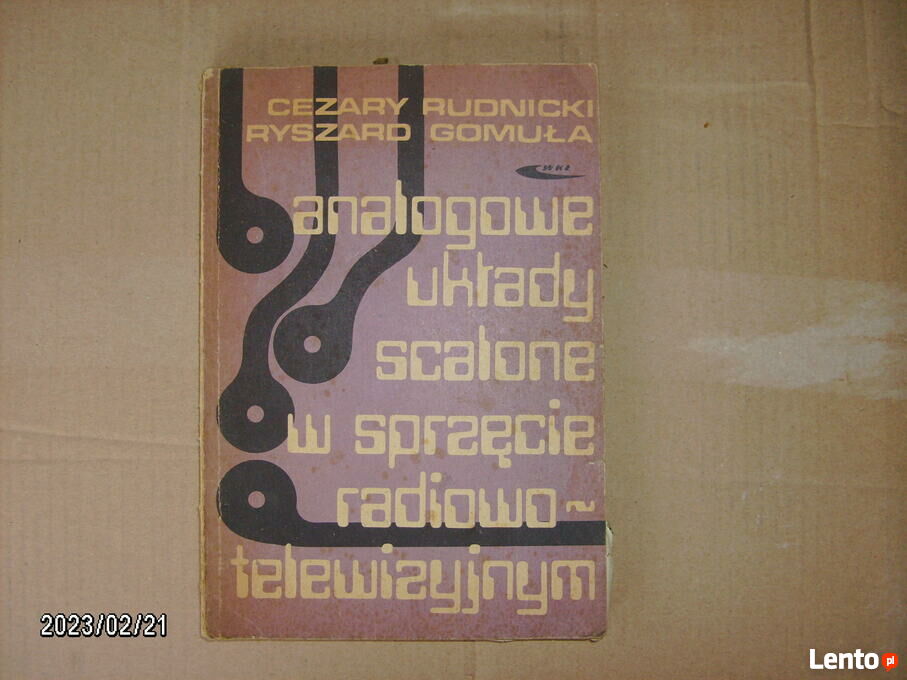 CEZARY RUDNICKI
RYSZARD GOMUŁA
WKŁ
analogowe
układy
scalone
w sprzęcie
radiowo~
telewizyjnym
2023/02/21
Lento pl